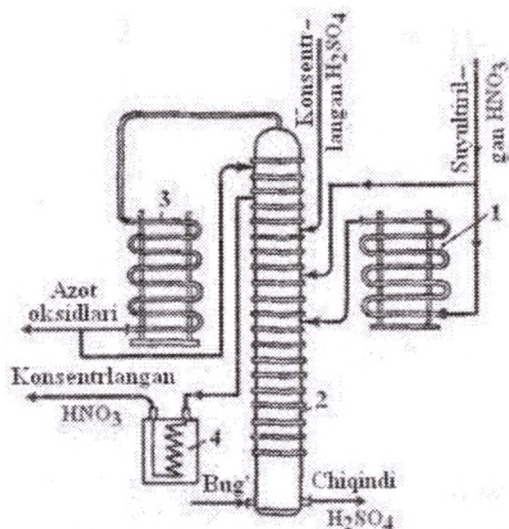 Konsentr-
langan H₂SO₄
Suyultiril-
gan HNO₃
3
1
Azot
oksidlari
Konsentrlangan
HNO₃
2
4
Bug'
Chiqindi
H₂SO₄